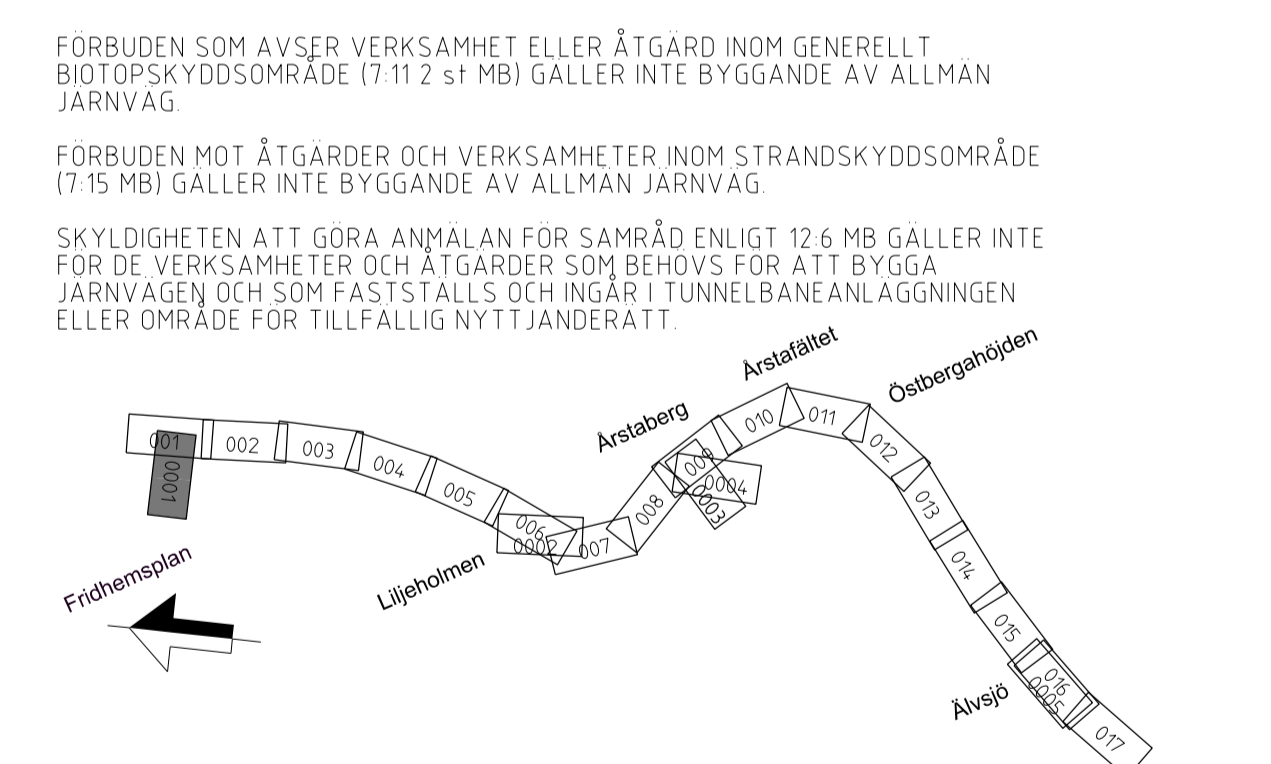 FÖRBUDEN SOM AVSER VERKSAMHET ELLER ÅTGÄRD INOM GENERELLT
BIOTOPSKYDDSOMRÅDE (7:11 2 st MB) GÄLLER INTE BYGGANDE AV ALLMÄN
JÄRNVÄG.
FÖRBUDEN MOT ÅTGÄRDER OCH VERKSAMHETER INOM STRANDSKYDDSOMRÅDE
(7:15 MB) GÄLLER INTE BYGGANDE AV ALLMÄN JÄRNVÄG.
SKYLDIGHETEN ATT GÖRA ANMÄLAN FÖR SAMRÅD ENLIGT 12:6 MB GÄLLER INTE
FÖR DE VERKSAMHETER OCH ÅTGÄRDER SOM BEHÖVS FÖR ATT BYGGA
JÄRNVÄGEN OCH SOM FASTSTÄLLS OCH INGÅR I TUNNELBANEANLÄGGNINGEN
ELLER OMRÅDE FÖR TILLFÄLLIG NYTTJANDERÄTT.
Årstafältet
Östbergahöjden
Årstaberg
001
002
003
004
005
006
007
008
009
010
011
012
013
014
015
016
017
0001
0002
0003
0004
0005
Fridhemsplan
Liljeholmen
Älvsjö